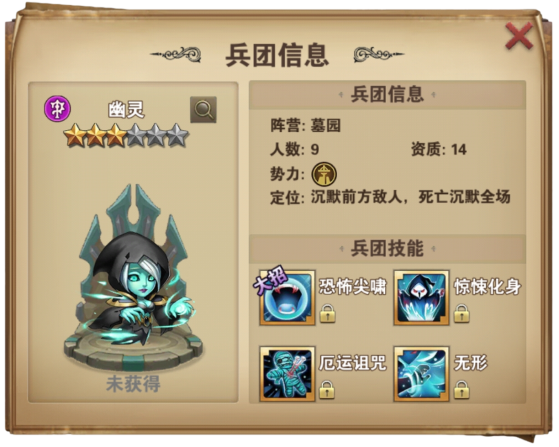 兵团信息
幽灵
未获得
兵团信息
阵营: 墓园
人数: 9 资质: 14
势力:
定位: 沉默前方敌人，死亡沉默全场
兵团技能
大招
恐怖尖啸
惊悚化身
厄运诅咒
无形